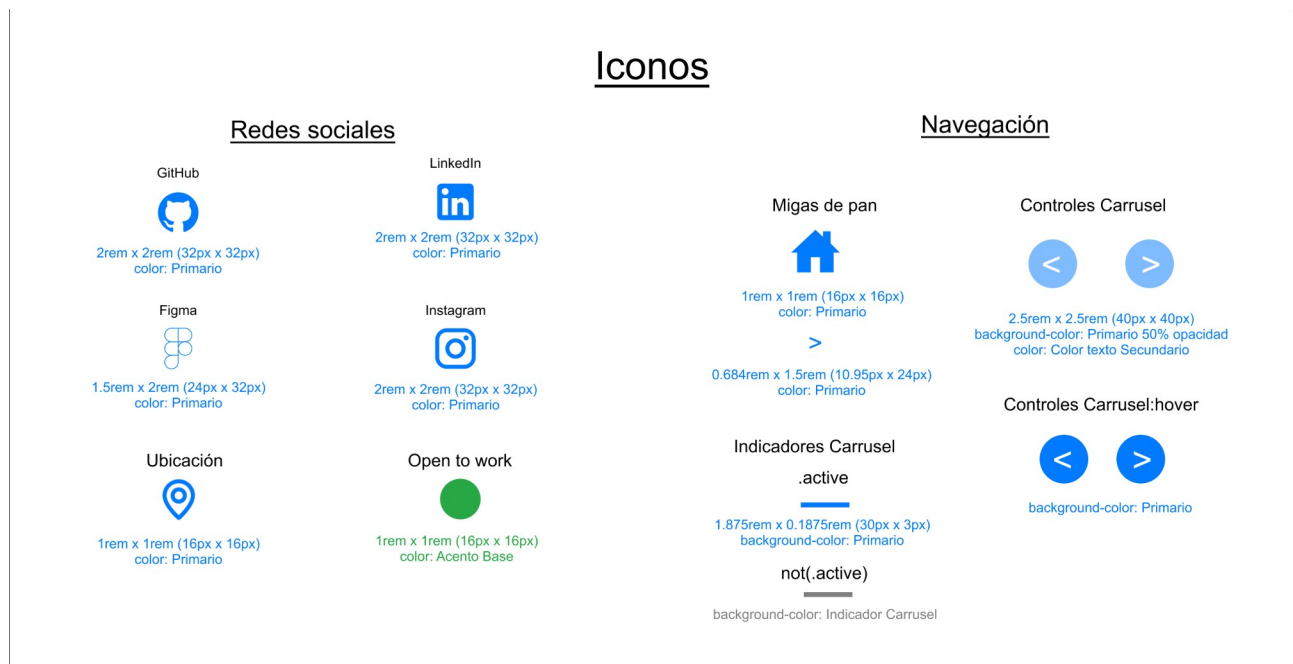 Iconos
Redes sociales
GitHub
2rem x 2rem (32px x 32px)
color: Primario
LinkedIn
in
2rem x 2rem (32px x 32px)
color: Primario
Figma
1.5rem x 2rem (24px x 32px)
color: Primario
Instagram
2rem x 2rem (32px x 32px)
color: Primario
Ubicación
1rem x 1rem (16px x 16px)
color: Primario
Open to work
1rem x 1rem (16px x 16px)
color: Acento Base
Navegación
Migas de pan
1rem x 1rem (16px x 16px)
color: Primario
>
0.684rem x 1.5rem (10.95px x 24px)
color: Primario
Indicadores Carrusel
.active
1.875rem x 0.1875rem (30px x 3px)
background-color: Primario
not(.active)
background-color: Indicador Carrusel
Controles Carrusel
< >
2.5rem x 2.5rem (40px x 40px)
background-color: Primario 50% opacidad
color: Color texto Secundario
Controles Carrusel:hover
< >
background-color: Primario